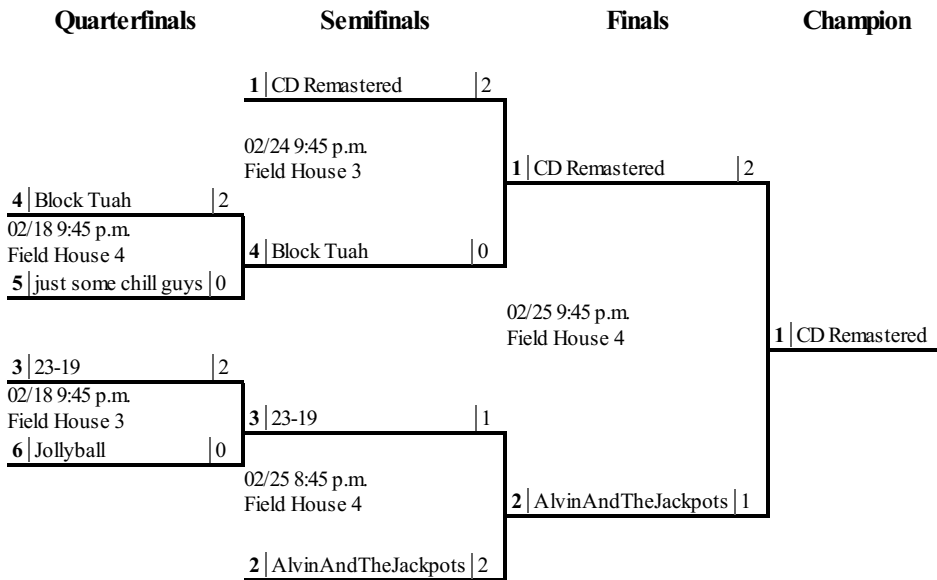 Quarterfinals Semifinals Finals Champion
1 CD Remastered 2
02/24 9:45 p.m.
Field House 3
1 CD Remastered 2
4 Block Tuah 2
02/18 9:45 p.m.
Field House 4
4 Block Tuah 0
5 just some chill guys 0
02/25 9:45 p.m.
Field House 4
1 CD Remastered
3 23-19 2
02/18 9:45 p.m.
Field House 3
3 23-19 1
6 Jollyball 0
02/25 8:45 p.m.
Field House 4
2 AlvinAndTheJackpots 1
2 AlvinAndTheJackpots 2